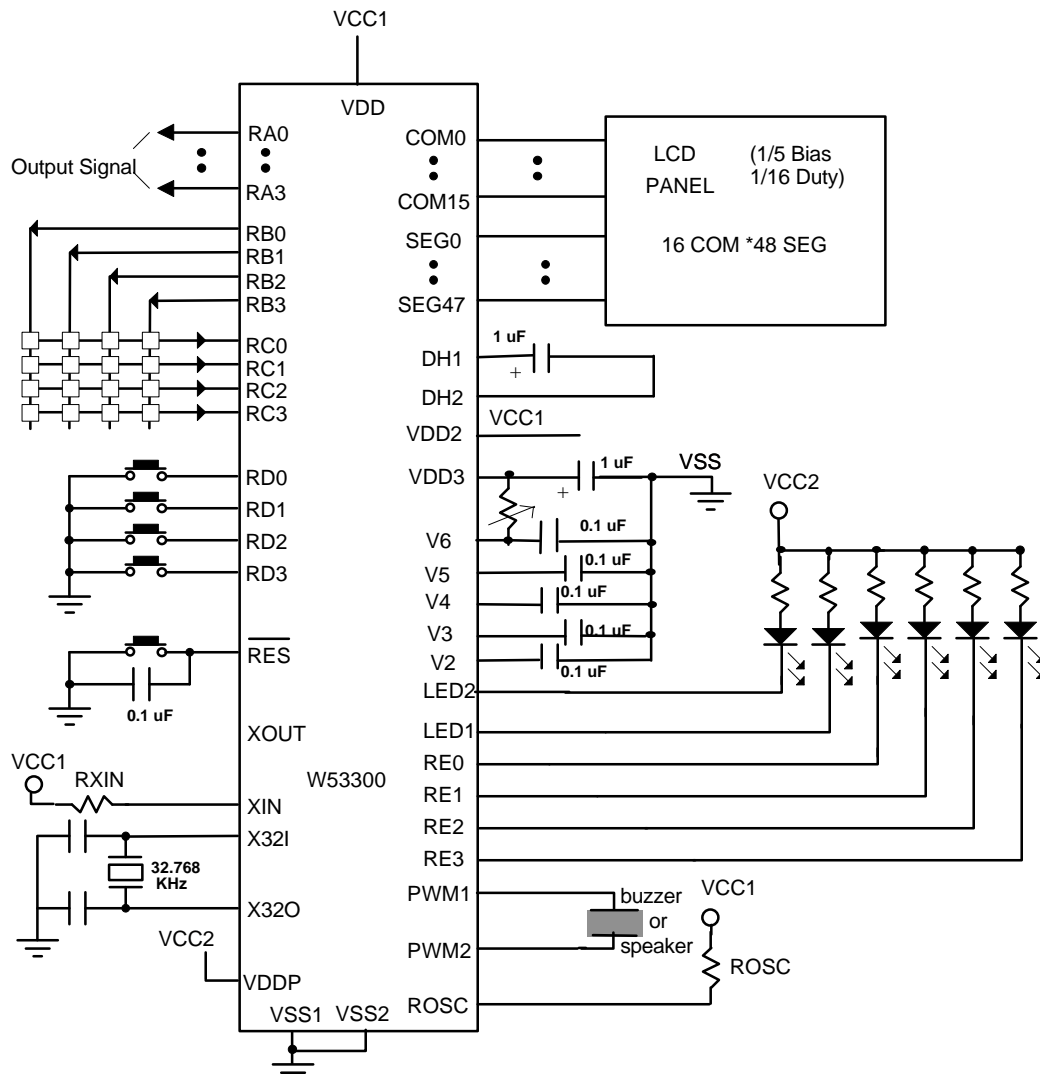 VCC1
VDD
RA0
Output Signal
RA3
RB0
RB1
RB2
RB3
RC0
RC1
RC2
RC3
RD0
RD1
RD2
RD3
RES
0.1 uF
XOUT
VCC1
RXIN
W53300
XIN
X32I
32.768
KHz
X32O
VCC2
VDDP
VSS1
VSS2
COM0
COM15
SEG0
SEG47
LCD
(1/5 Bias
PANEL
1/16 Duty)
16 COM *48 SEG
1 uF
DH1
+
DH2
VCC1
VDD2
VDD3
1 uF
+
VSS
V6
0.1 uF
V5
0.1 uF
V4
0.1 uF
V3
0.1 uF
V2
0.1 uF
VCC2
LED2
LED1
RE0
RE1
RE2
RE3
PWM1
buzzer
or
speaker
PWM2
VCC1
ROSC
ROSC